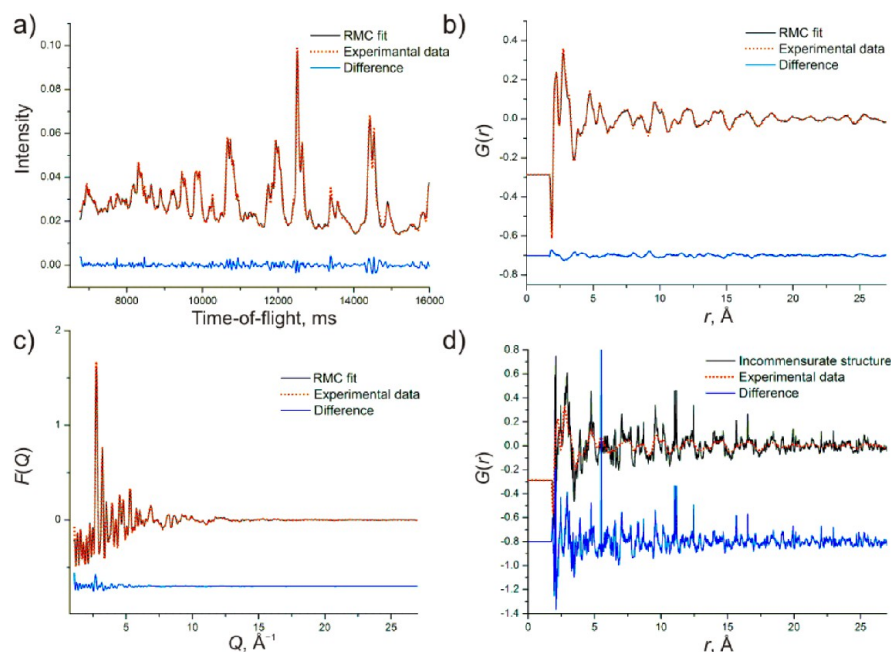 a)
RMC fit
Experimantal data
Difference
Intensity
0.10
0.08
0.06
0.04
0.02
0.00
8000 10000 12000 14000 16000
Time-of-flight, ms
b)
RMC fit
Experimental data
Difference
G(r)
0.4
0.2
0.0
-0.2
-0.4
-0.6
-0.8
0 5 10 15 20 25
r, Å
c)
RMC fit
Experimental data
Difference
F(Q)
2
1
0
5 10 15 20 25
Q, Å⁻¹
d)
Incommensurate structure
Experimental data
Difference
G(r)
0.8
0.6
0.4
0.2
0.0
-0.2
-0.4
-0.6
-0.8
-1.0
-1.2
-1.4
0 5 10 15 20 25
r, Å